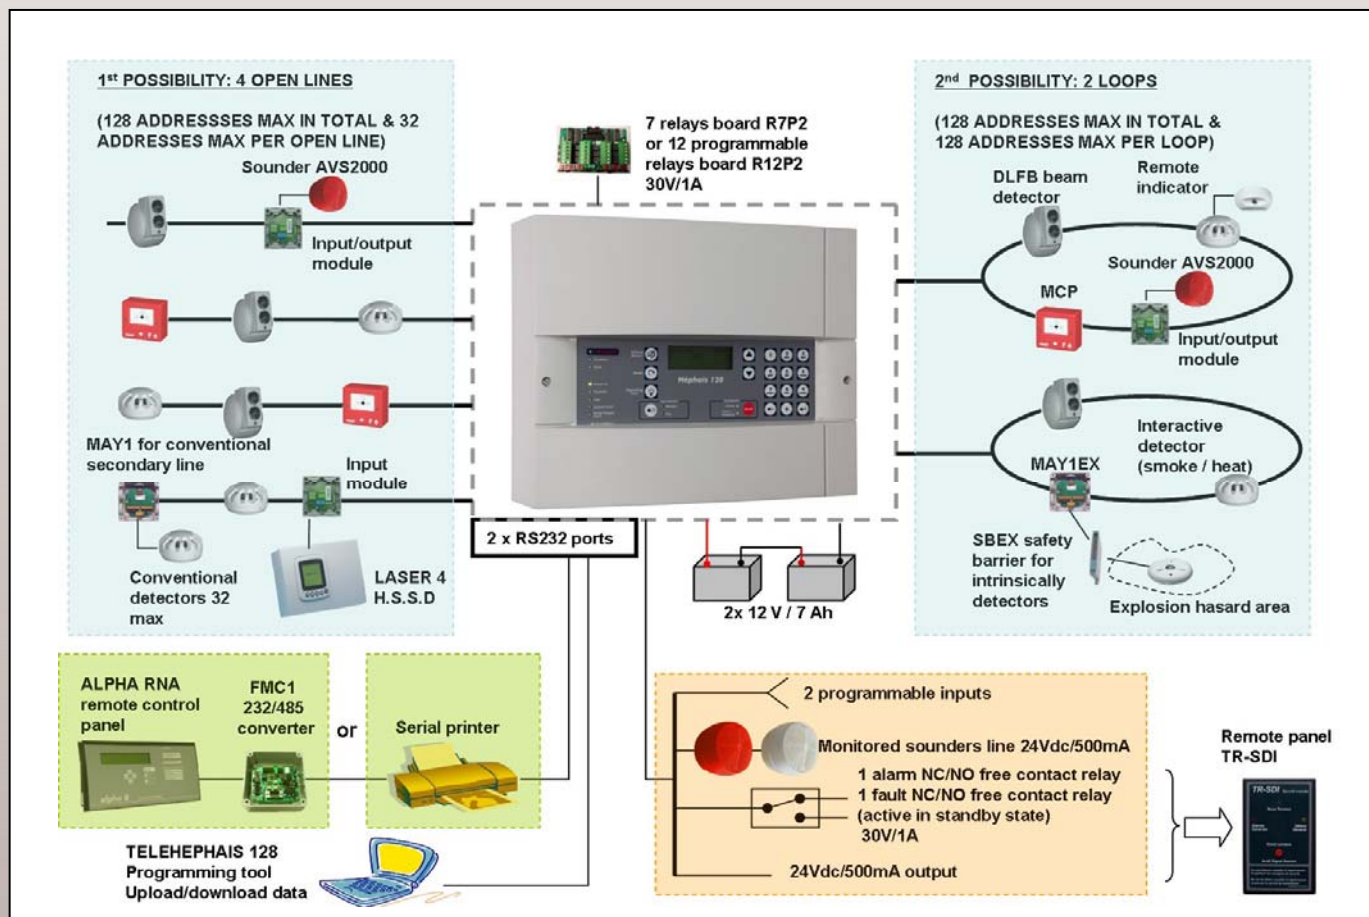 1st POSSIBILITY: 4 OPEN LINES
(128 ADDRESSSES MAX IN TOTAL & 32
ADDRESSES MAX PER OPEN LINE)
Sounder AVS2000
Input/output
module
MAY1 for conventional
secondary line
Input
module
Conventional
detectors 32
max
LASER 4
H.S.S.D
7 relays board R7P2
or 12 programmable
relays board R12P2
30V/1A
Héphaïs 128
2 x RS232 ports
2x 12 V / 7 Ah
2nd POSSIBILITY: 2 LOOPS
(128 ADDRESSES MAX IN TOTAL &
128 ADDRESSES MAX PER LOOP)
DLFB beam
detector
Remote
indicator
Sounder AVS2000
MCP
Input/output
module
Interactive
detector
(smoke / heat)
MAY1EX
SBEX safety
barrier for
intrinsically
detectors
Explosion hasard area
ALPHA RNA
remote control
panel
FMC1
232/485
converter
or
Serial printer
TELEHEPHAIS 128
Programming tool
Upload/download data
2 programmable inputs
Monitored sounders line 24Vdc/500mA
1 alarm NC/NO free contact relay
1 fault NC/NO free contact relay
(active in standby state)
30V/1A
24Vdc/500mA output
Remote panel
TR-SDI
TR-SDI